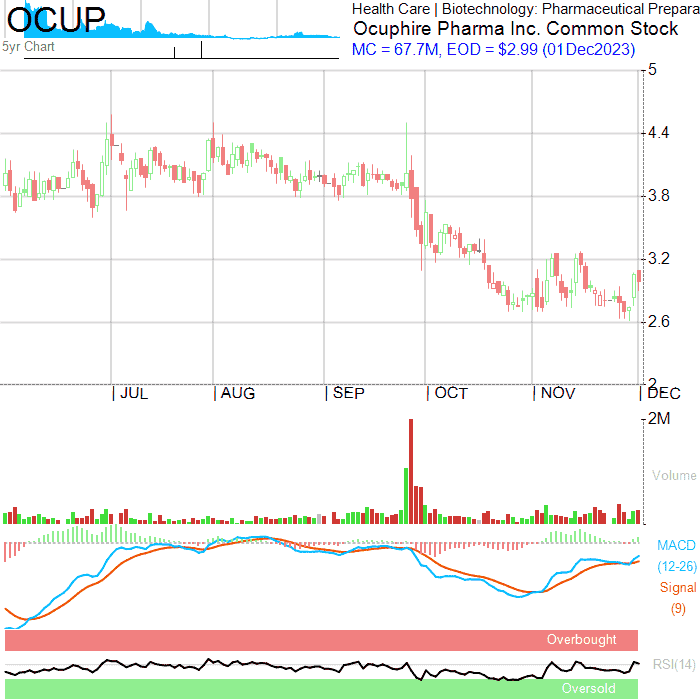 OCUP
5yr Chart
Health Care | Biotechnology: Pharmaceutical Prepara
Ocuphire Pharma Inc. Common Stock
MC = 67.7M, EOD = $2.99 (01Dec2023)
5
4.4
3.8
3.2
2.6
2
JUL AUG SEP OCT NOV DEC
2M
Volume
MACD
(12-26)
Signal
(9)
Overbought
RSI(14)
Oversold